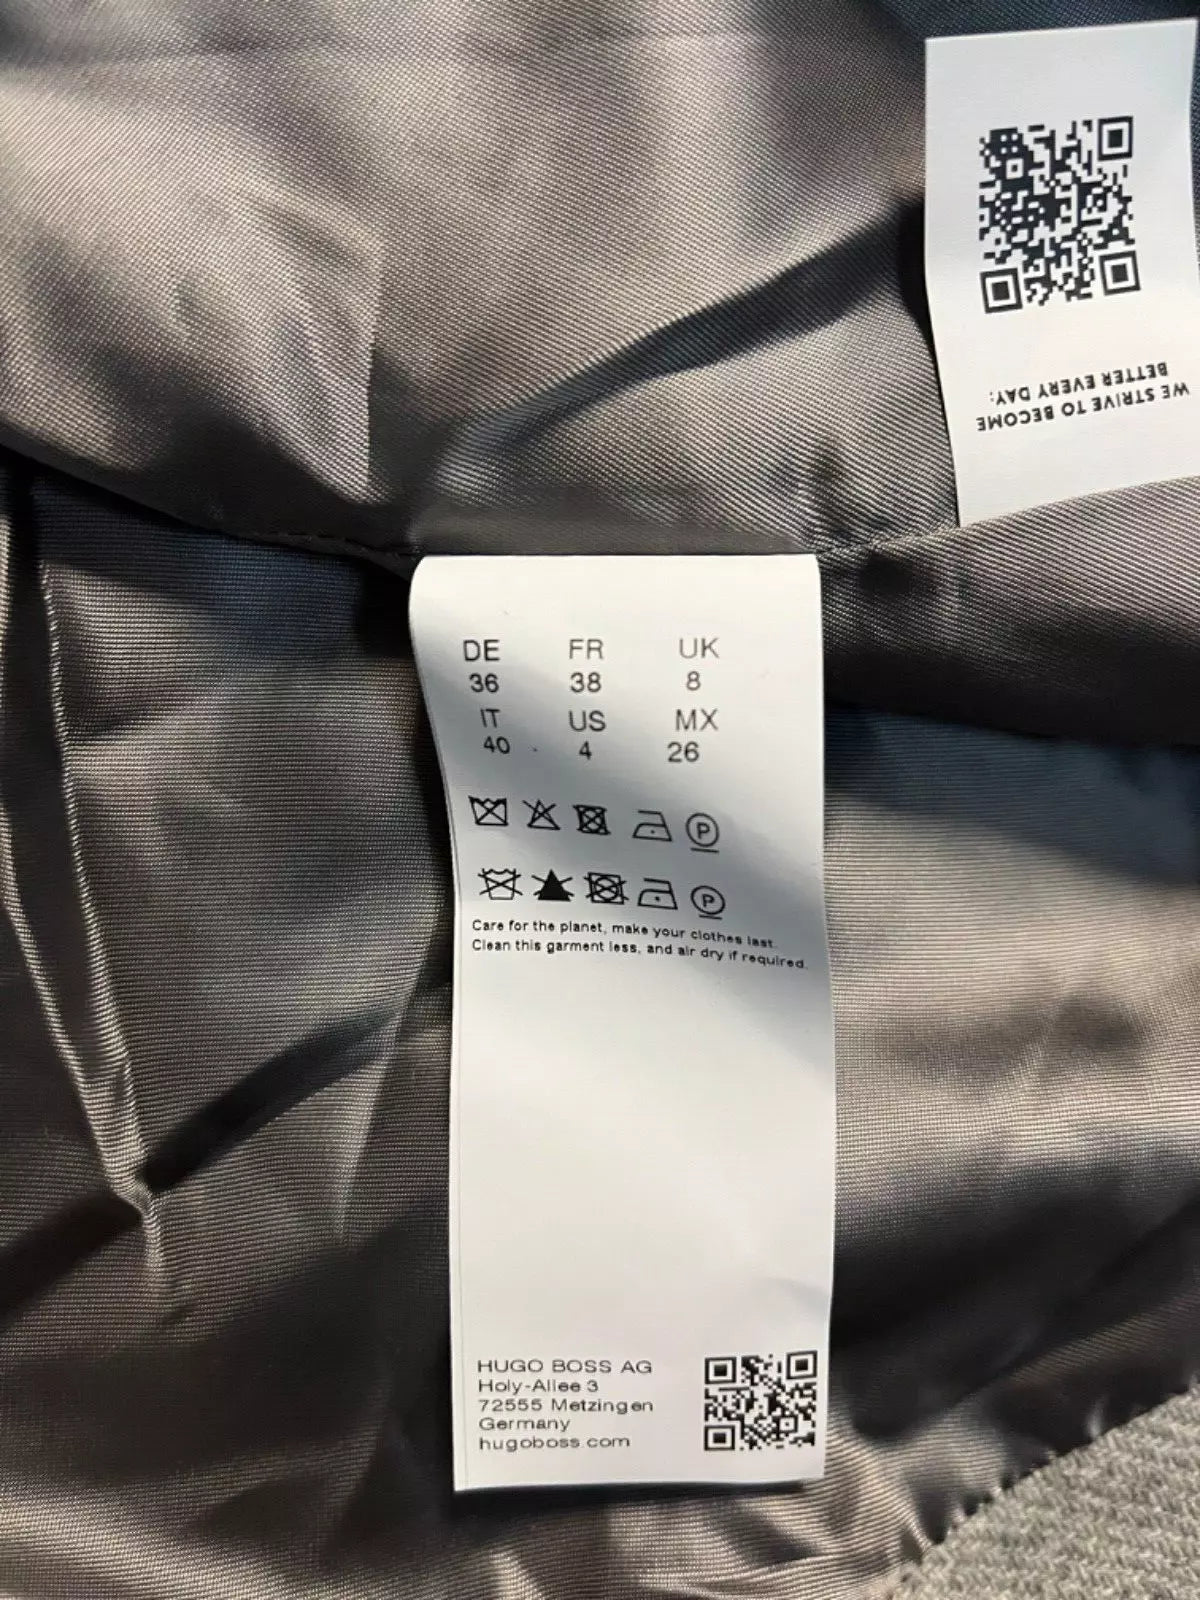 WE STRIVE TO BECOME
BETTER EVERY DAY:
DE FR UK
36 38 8
IT US MX
40 4 26
P
P
Care for the planet, make your clothes last.
Clean this garment less, and air dry if required.
HUGO BOSS AG
Holy-Allee 3
72555 Metzingen
Germany
hugoboss.com